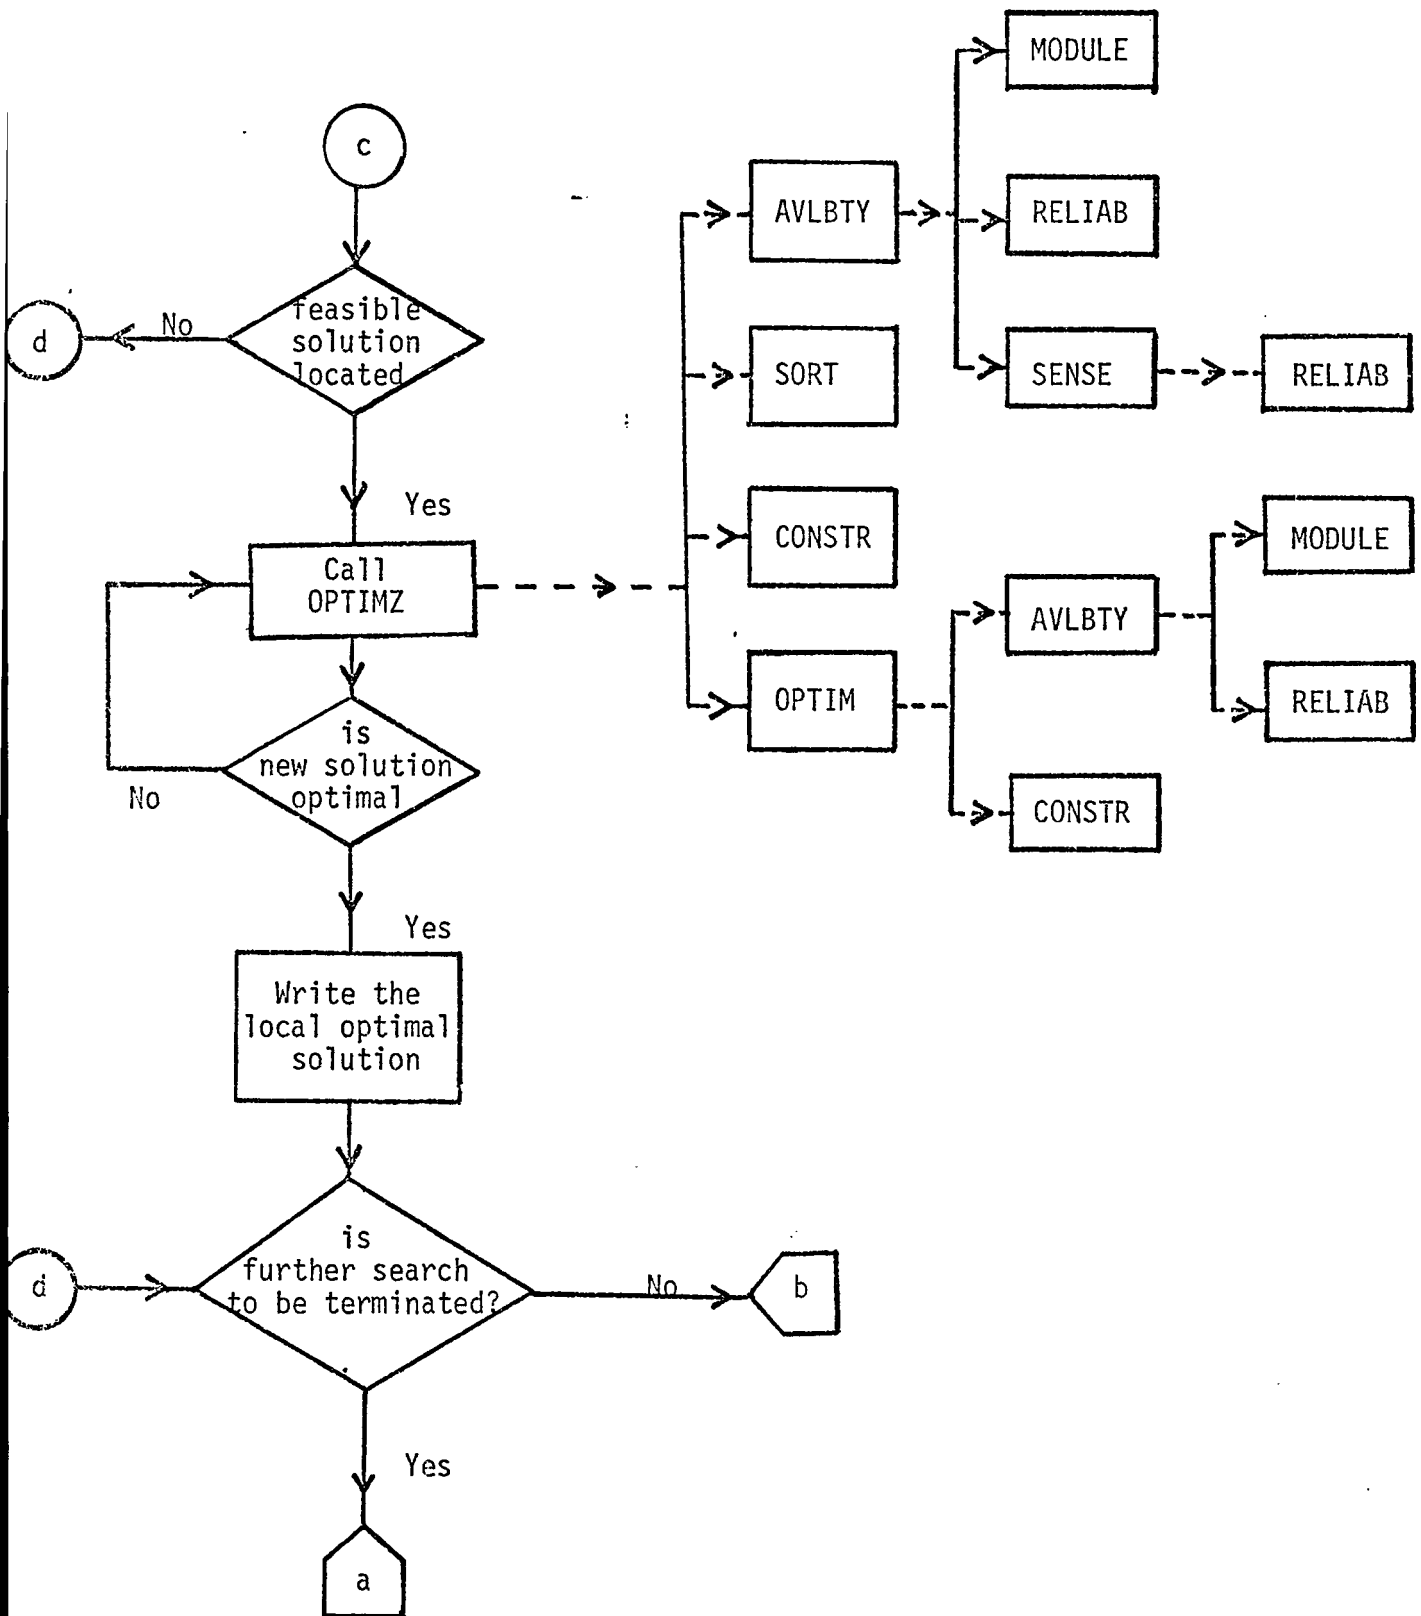 c
feasible
solution
located
No
d
Yes
Call
OPTIMZ
is
new solution
optimal
No
Yes
Write the
local optimal
solution
d
is
further search
to be terminated?
No
b
Yes
a
AVLBTY
MODULE
RELIAB
SENSE
RELIAB
SORT
CONSTR
OPTIM
AVLBTY
MODULE
RELIAB
CONSTR